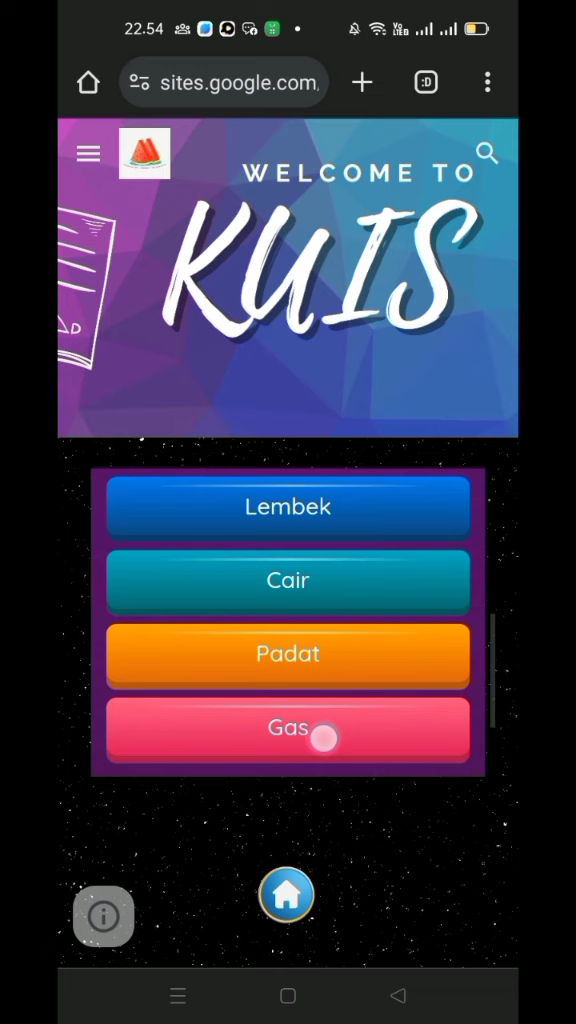 22.54
sites.google.com
WELCOME TO
KUIS
Lembek
Cair
Padat
Gas